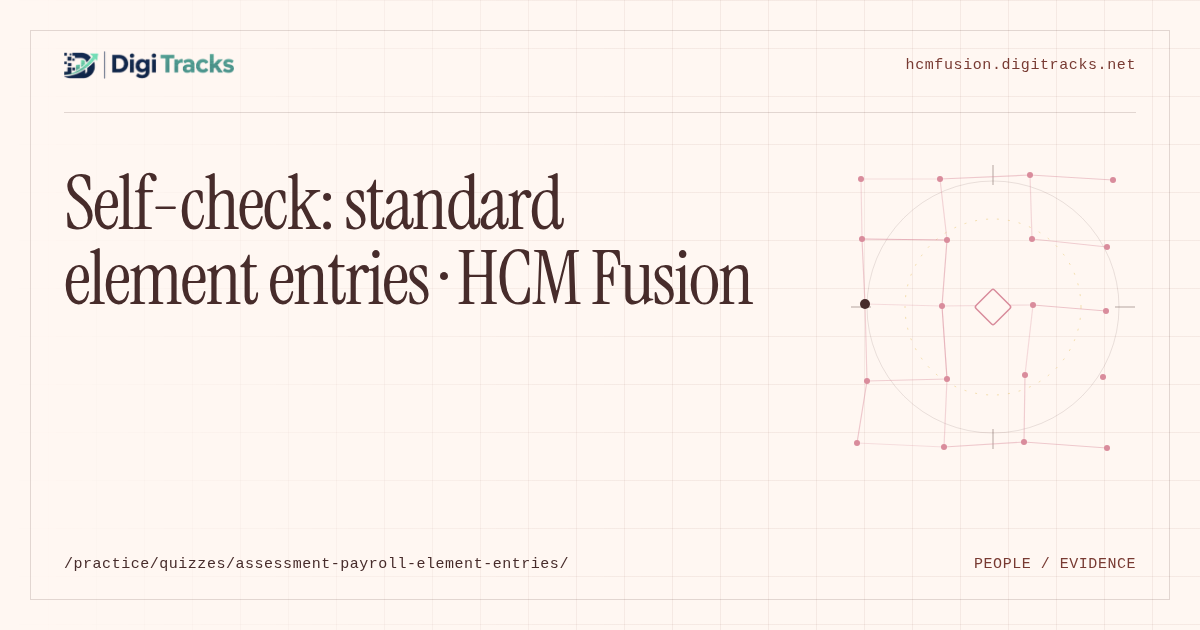 Digi Tracks
hcmfusion.digitracks.net
Self-check: standard
element entries · HCM Fusion
/practice/quizzes/assessment-payroll-element-entries/
PEOPLE / EVIDENCE